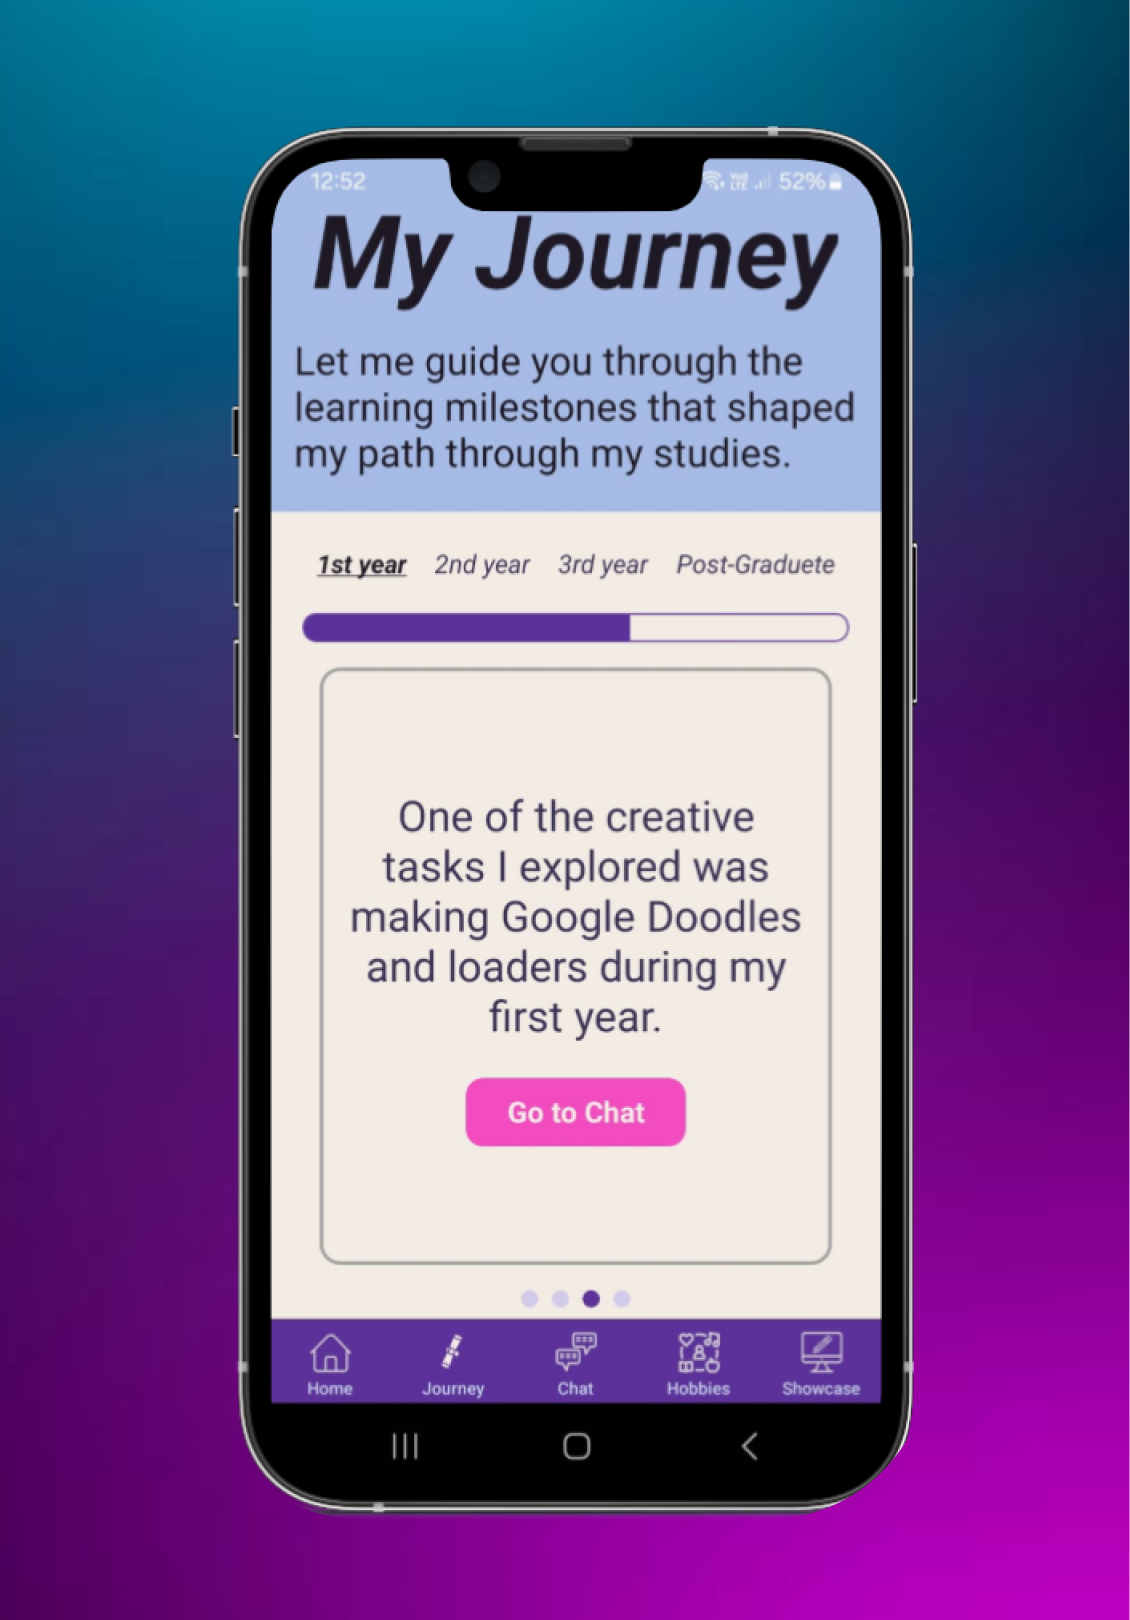 12:52 VoD LTE 52%
My Journey
Let me guide you through the
learning milestones that shaped
my path through my studies.
1st year 2nd year 3rd year Post-Graduete
One of the creative
tasks I explored was
making Google Doodles
and loaders during my
first year.
Go to Chat
Home Journey Chat Hobbies Showcase